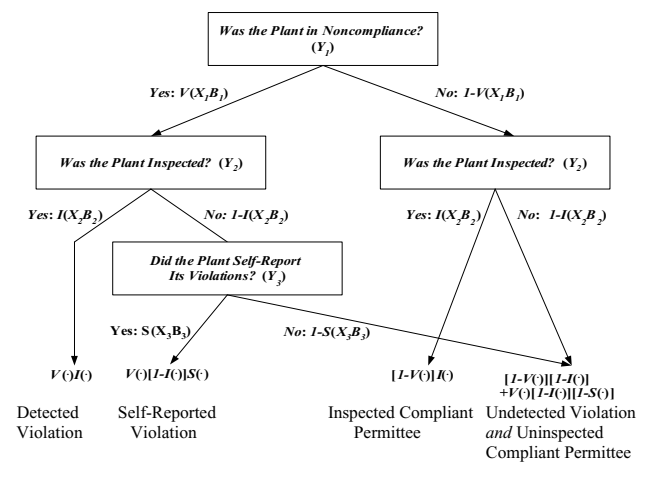 Was the Plant in Noncompliance?
(Y1)
Yes: V(X1B1)
No: 1-V(X1B1)
Was the Plant Inspected? (Y2)
Was the Plant Inspected? (Y2)
Yes: I(X2B2)
No: 1-I(X2B2)
Yes: I(X2B2)
No: 1-I(X2B2)
Did the Plant Self-Report
Its Violations? (Y3)
Yes: S(X3B3)
No: 1-S(X3B3)
V(·)I(·)
V(·)[1-I(·)]S(·)
[1-V(·)]I(·)
[1-V(·)][1-I(·)]
+V(·)[1-I(·)][1-S(·)]
Detected
Violation
Self-Reported
Violation
Inspected Compliant
Permittee
Undetected Violation
and Uninspected
Compliant Permittee